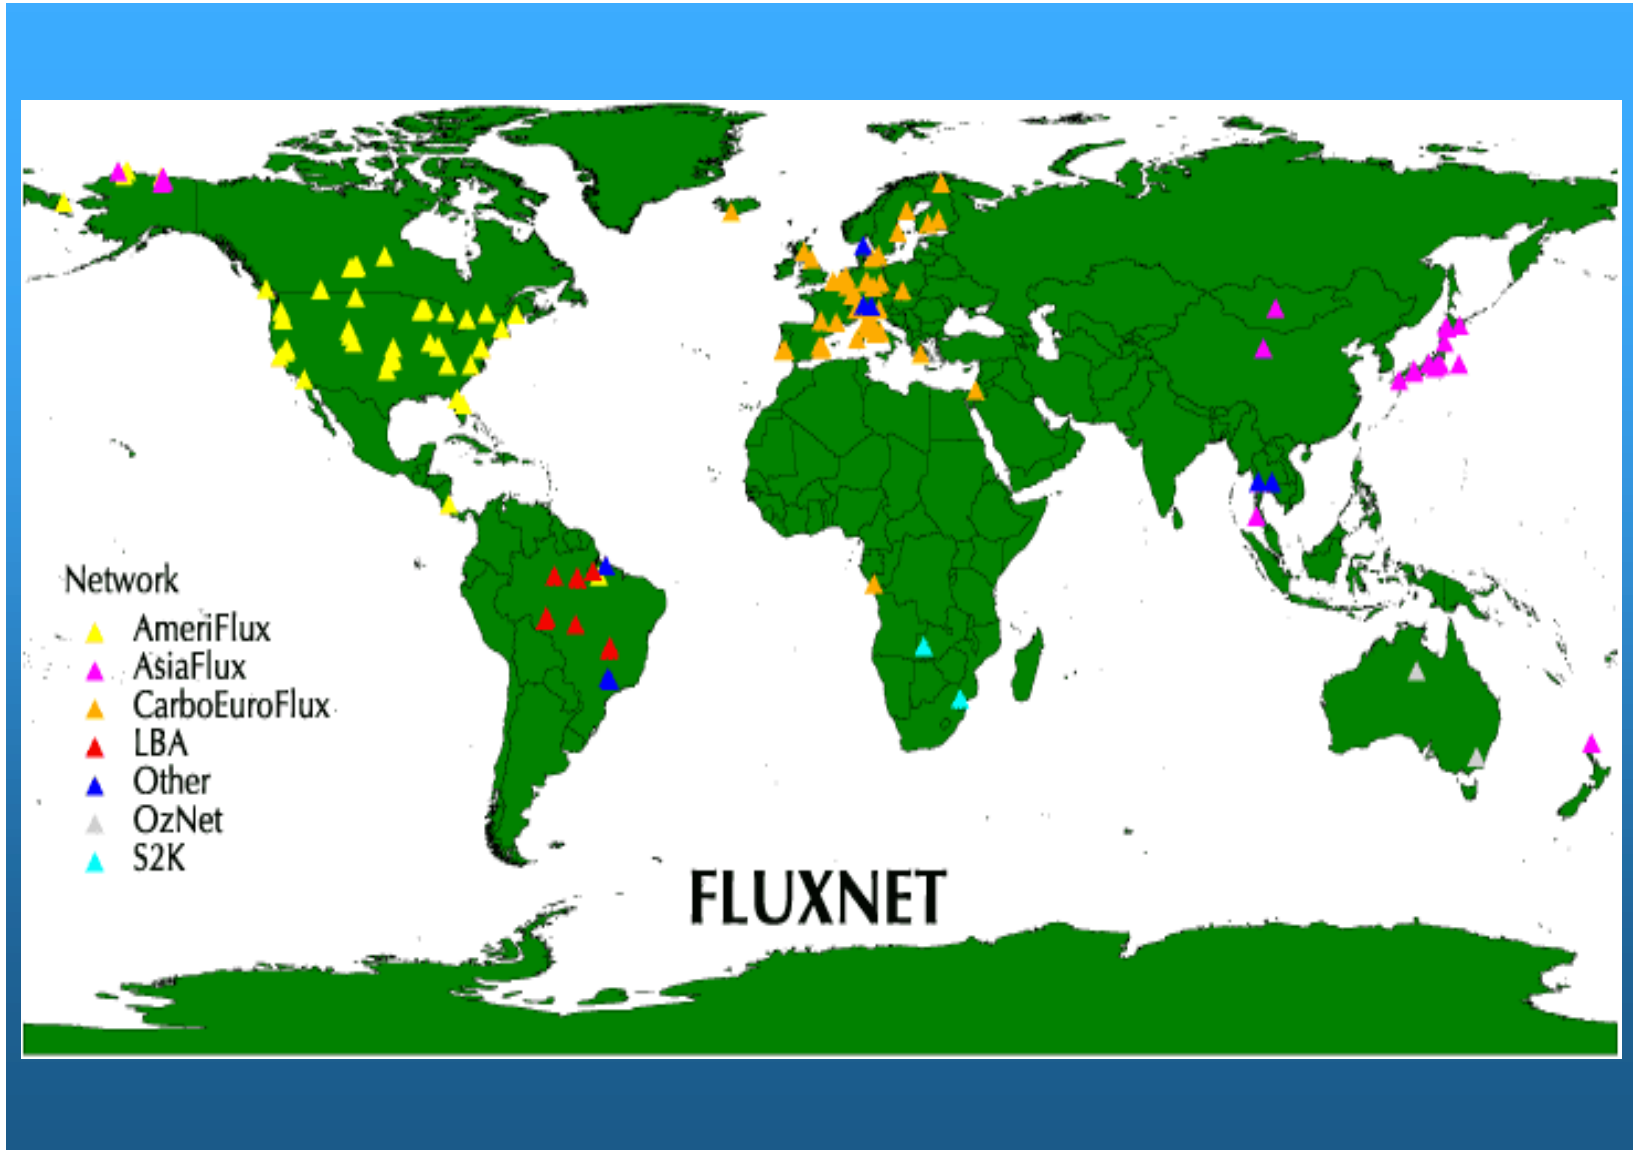 Network
AmeriFlux
AsiaFlux
CarboEuroFlux
LBA
Other
OzNet
S2K
FLUXNET